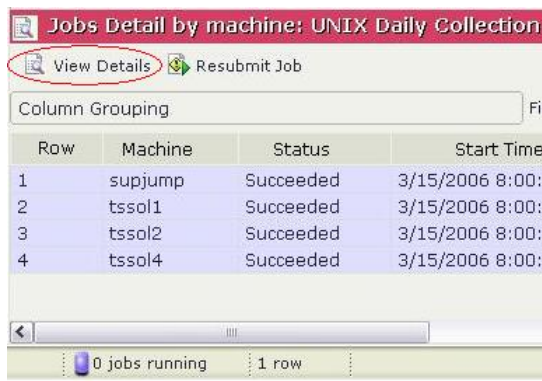 Jobs Detail by machine: UNIX Daily Collection
View Details Resubmit Job
Column Grouping Fi
Row Machine Status Start Time
1 supjump Succeeded 3/15/2006 8:00:
2 tssol1 Succeeded 3/15/2006 8:00:
3 tssol2 Succeeded 3/15/2006 8:00:
4 tssol4 Succeeded 3/15/2006 8:00:
0 jobs running 1 row